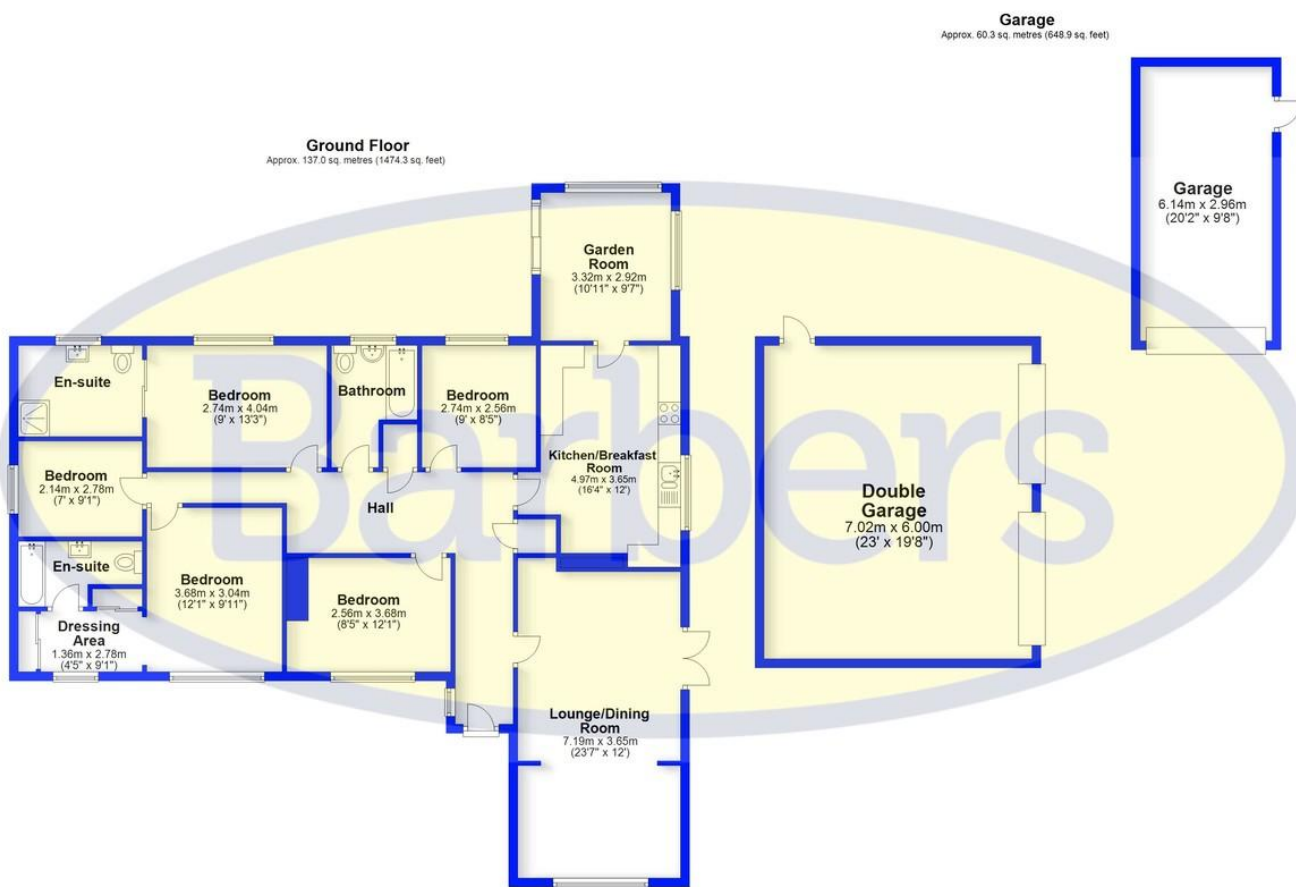 Garage
Approx. 60.3 sq. metres (648.9 sq. feet)
Ground Floor
Approx. 137.0 sq. metres (1474.3 sq. feet)
Garage
6.14m x 2.96m
(20'2" x 9'8")
Garden
Room
3.32m x 2.92m
(10'11" x 9'7")
En-suite
Bedroom
2.74m x 4.04m
(9' x 13'3")
Bathroom
Bedroom
2.74m x 2.56m
(9' x 8'5")
Kitchen/Breakfast
Room
4.97m x 3.65m
(16'4" x 12')
Bedroom
2.14m x 2.78m
(7' x 9'1")
Hall
Double
Garage
7.02m x 6.00m
(23' x 19'8")
En-suite
Bedroom
3.68m x 3.04m
(12'1" x 9'11")
Bedroom
2.56m x 3.68m
(8'5" x 12'1")
Dressing
Area
1.36m x 2.78m
(4'5" x 9'1")
Lounge/Dining
Room
7.19m x 3.65m
(23'7" x 12')
Barbers